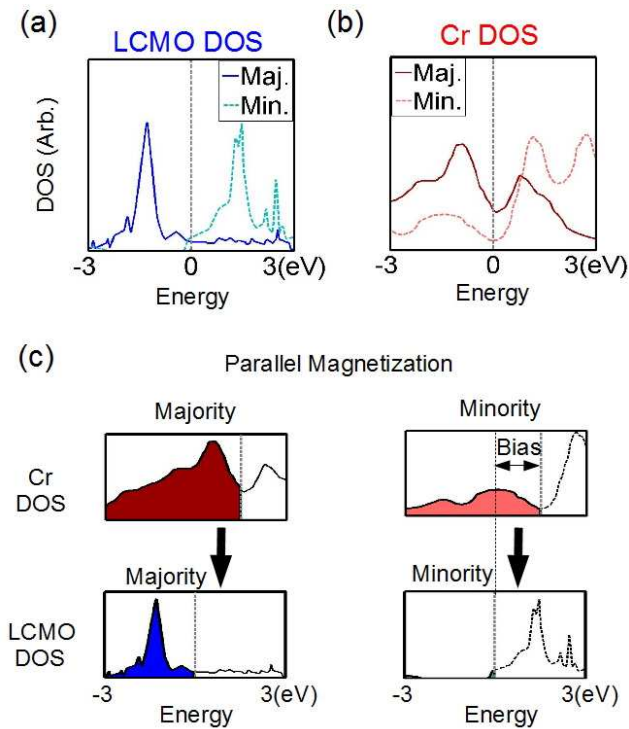 (a)
LCMO DOS
Maj.
Min.
DOS (Arb.)
-3
0
3(eV)
Energy
(b)
Cr DOS
Maj.
Min.
-3
0
3(eV)
Energy
(c)
Parallel Magnetization
Majority
Minority
Cr
DOS
Bias
Majority
Minority
LCMO
DOS
-3
3(eV)
Energy
-3
3(eV)
Energy